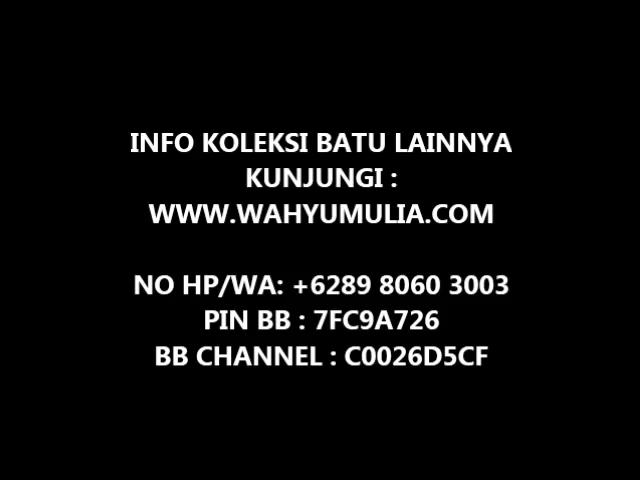 INFO KOLEKSI BATU LAINNYA
KUNJUNGI :
WWW.WAHYUMULIA.COM
NO HP/WA: +6289 8060 3003
PIN BB : 7FC9A726
BB CHANNEL : C0026D5CF